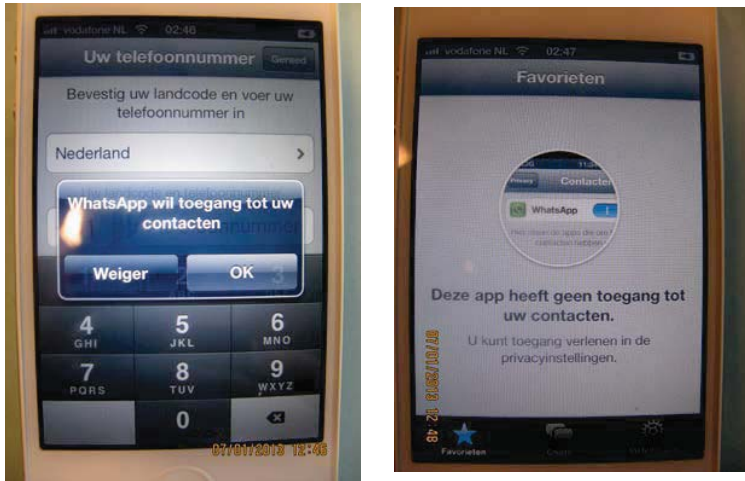 vodafone NL 02:46
Uw telefoonnummer Gereed
Bevestig uw landcode en voer uw
telefoonnummer in
Nederland
WhatsApp wil toegang tot uw
contacten
Weiger OK
4 5 6
GHI JKL MNO
7 8 9
PQRS TUV WXYZ
0
07/01/2013 12:46
vodafone NL 02:47
Favorieten
Privacy Contacten
WhatsApp
Deze app heeft geen toegang tot
uw contacten.
U kunt toegang verlenen in de
privacyinstellingen.
07/01/2013 12:48
Favorieten